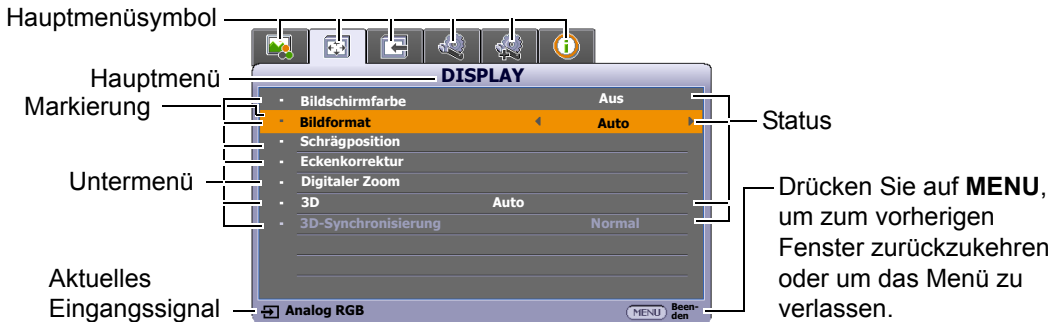 Hauptmenüsymbol
Hauptmenü
DISPLAY
Markierung
Bildschirmfarbe Aus
Bildformat Auto
Status
Schrägposition
Eckenkorrektur
Untermenü
Digitaler Zoom
3D Auto
3D-Synchronisierung Normal
Drücken Sie auf MENU,
um zum vorherigen
Fenster zurückzukehren
oder um das Menü zu
verlassen.
Aktuelles
Eingangssignal
Analog RGB
MENU Been-
den